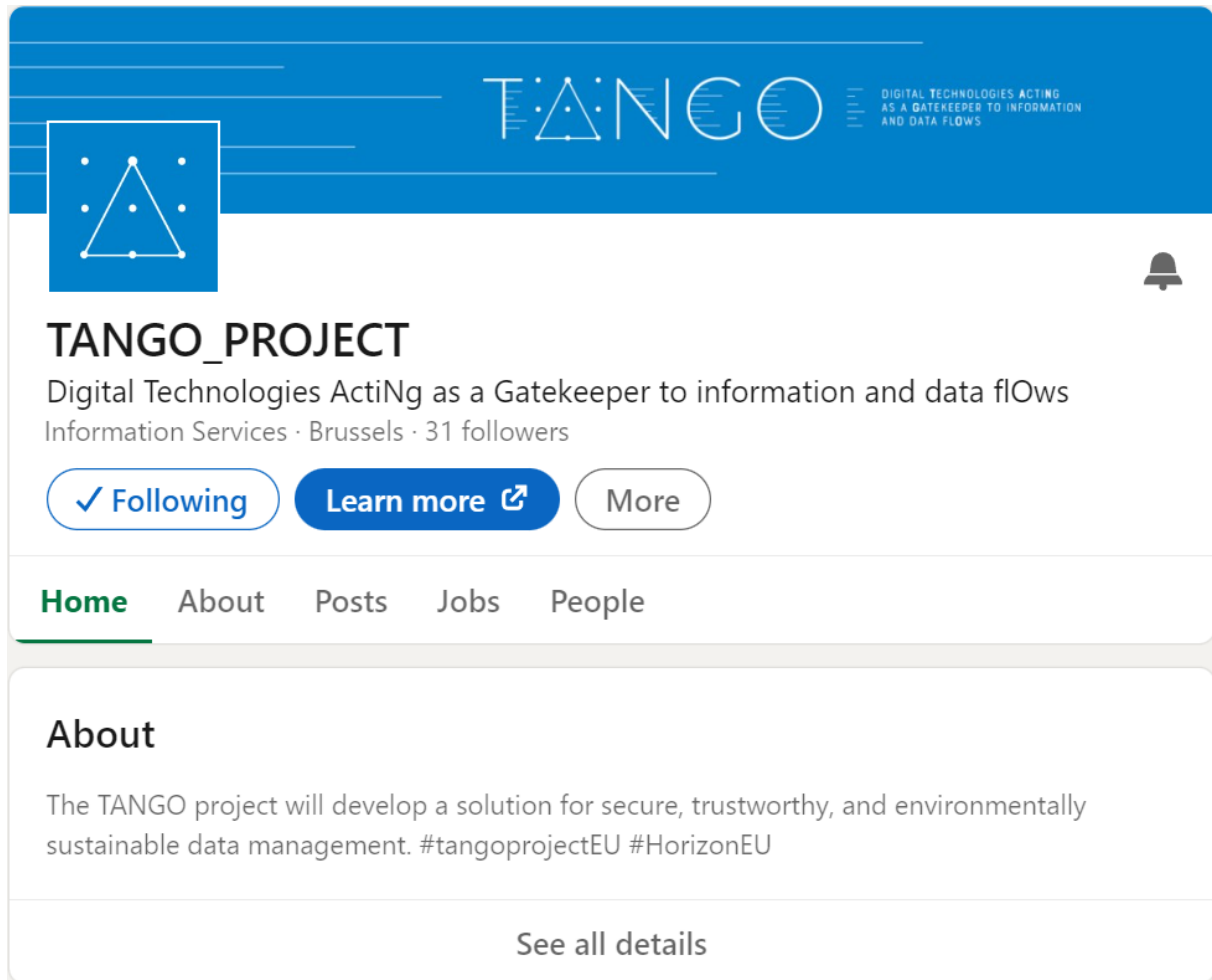 TANGO
DIGITAL TECHNOLOGIES ACTING
AS A GATEKEEPER TO INFORMATION
AND DATA FLOWS
TANGO_PROJECT
Digital Technologies ActiNg as a Gatekeeper to information and data flOws
Information Services · Brussels · 31 followers
✓ Following
Learn more
More
Home About Posts Jobs People
About
The TANGO project will develop a solution for secure, trustworthy, and environmentally
sustainable data management. #tangoprojectEU #HorizonEU
See all details